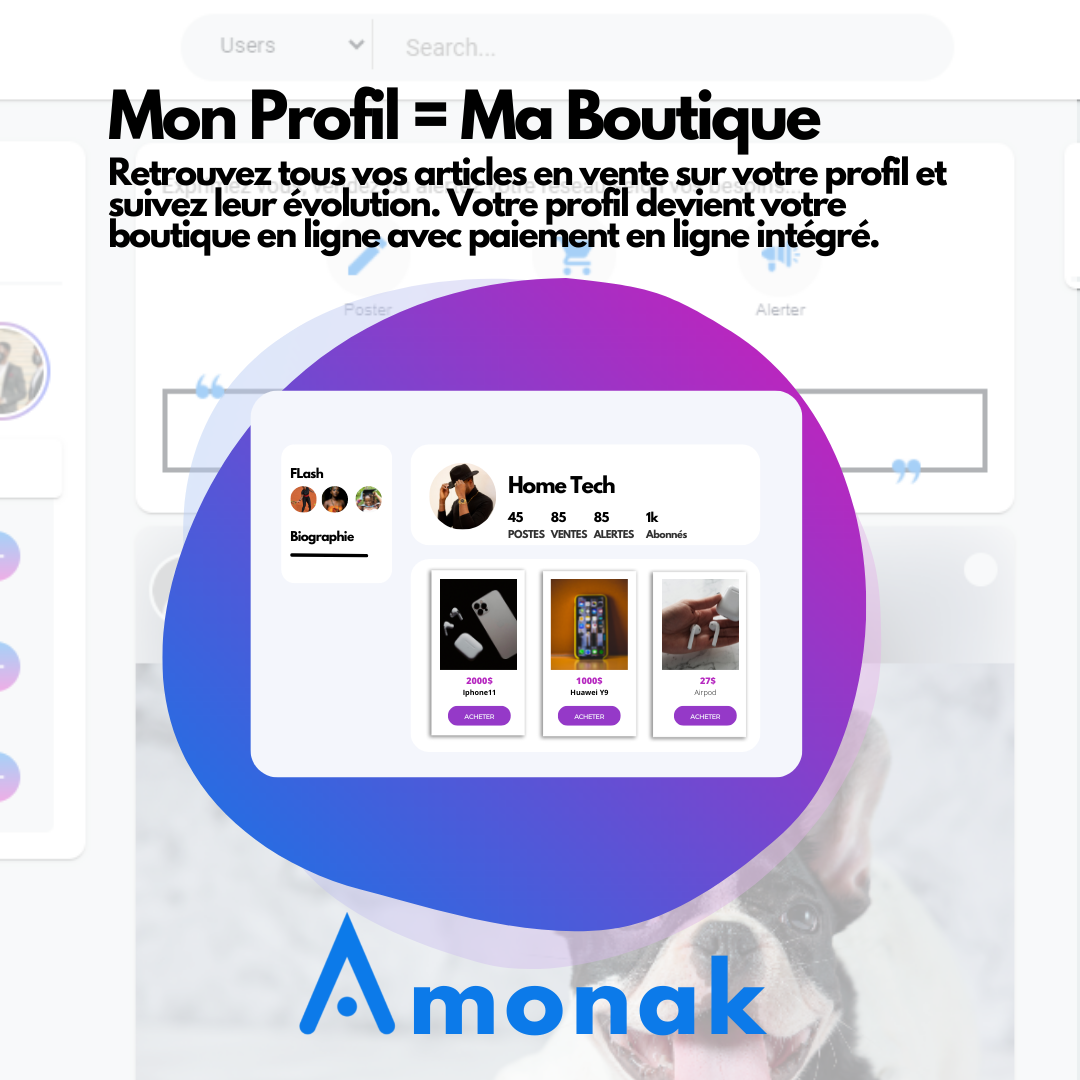 Users
Search...
Mon Profil = Ma Boutique
Retrouvez tous vos articles en vente sur votre profil et
suivez leur évolution. Votre profil devient votre
boutique en ligne avec paiement en ligne intégré.
Poster
Alerter
“
”
FLash
Biographie
Home Tech
45 85 85 1k
POSTES VENTES ALERTES Abonnés
2000$ 1000$ 27$
Iphone11 Huawei Y9 Airpod
ACHETER ACHETER ACHETER
Amonak